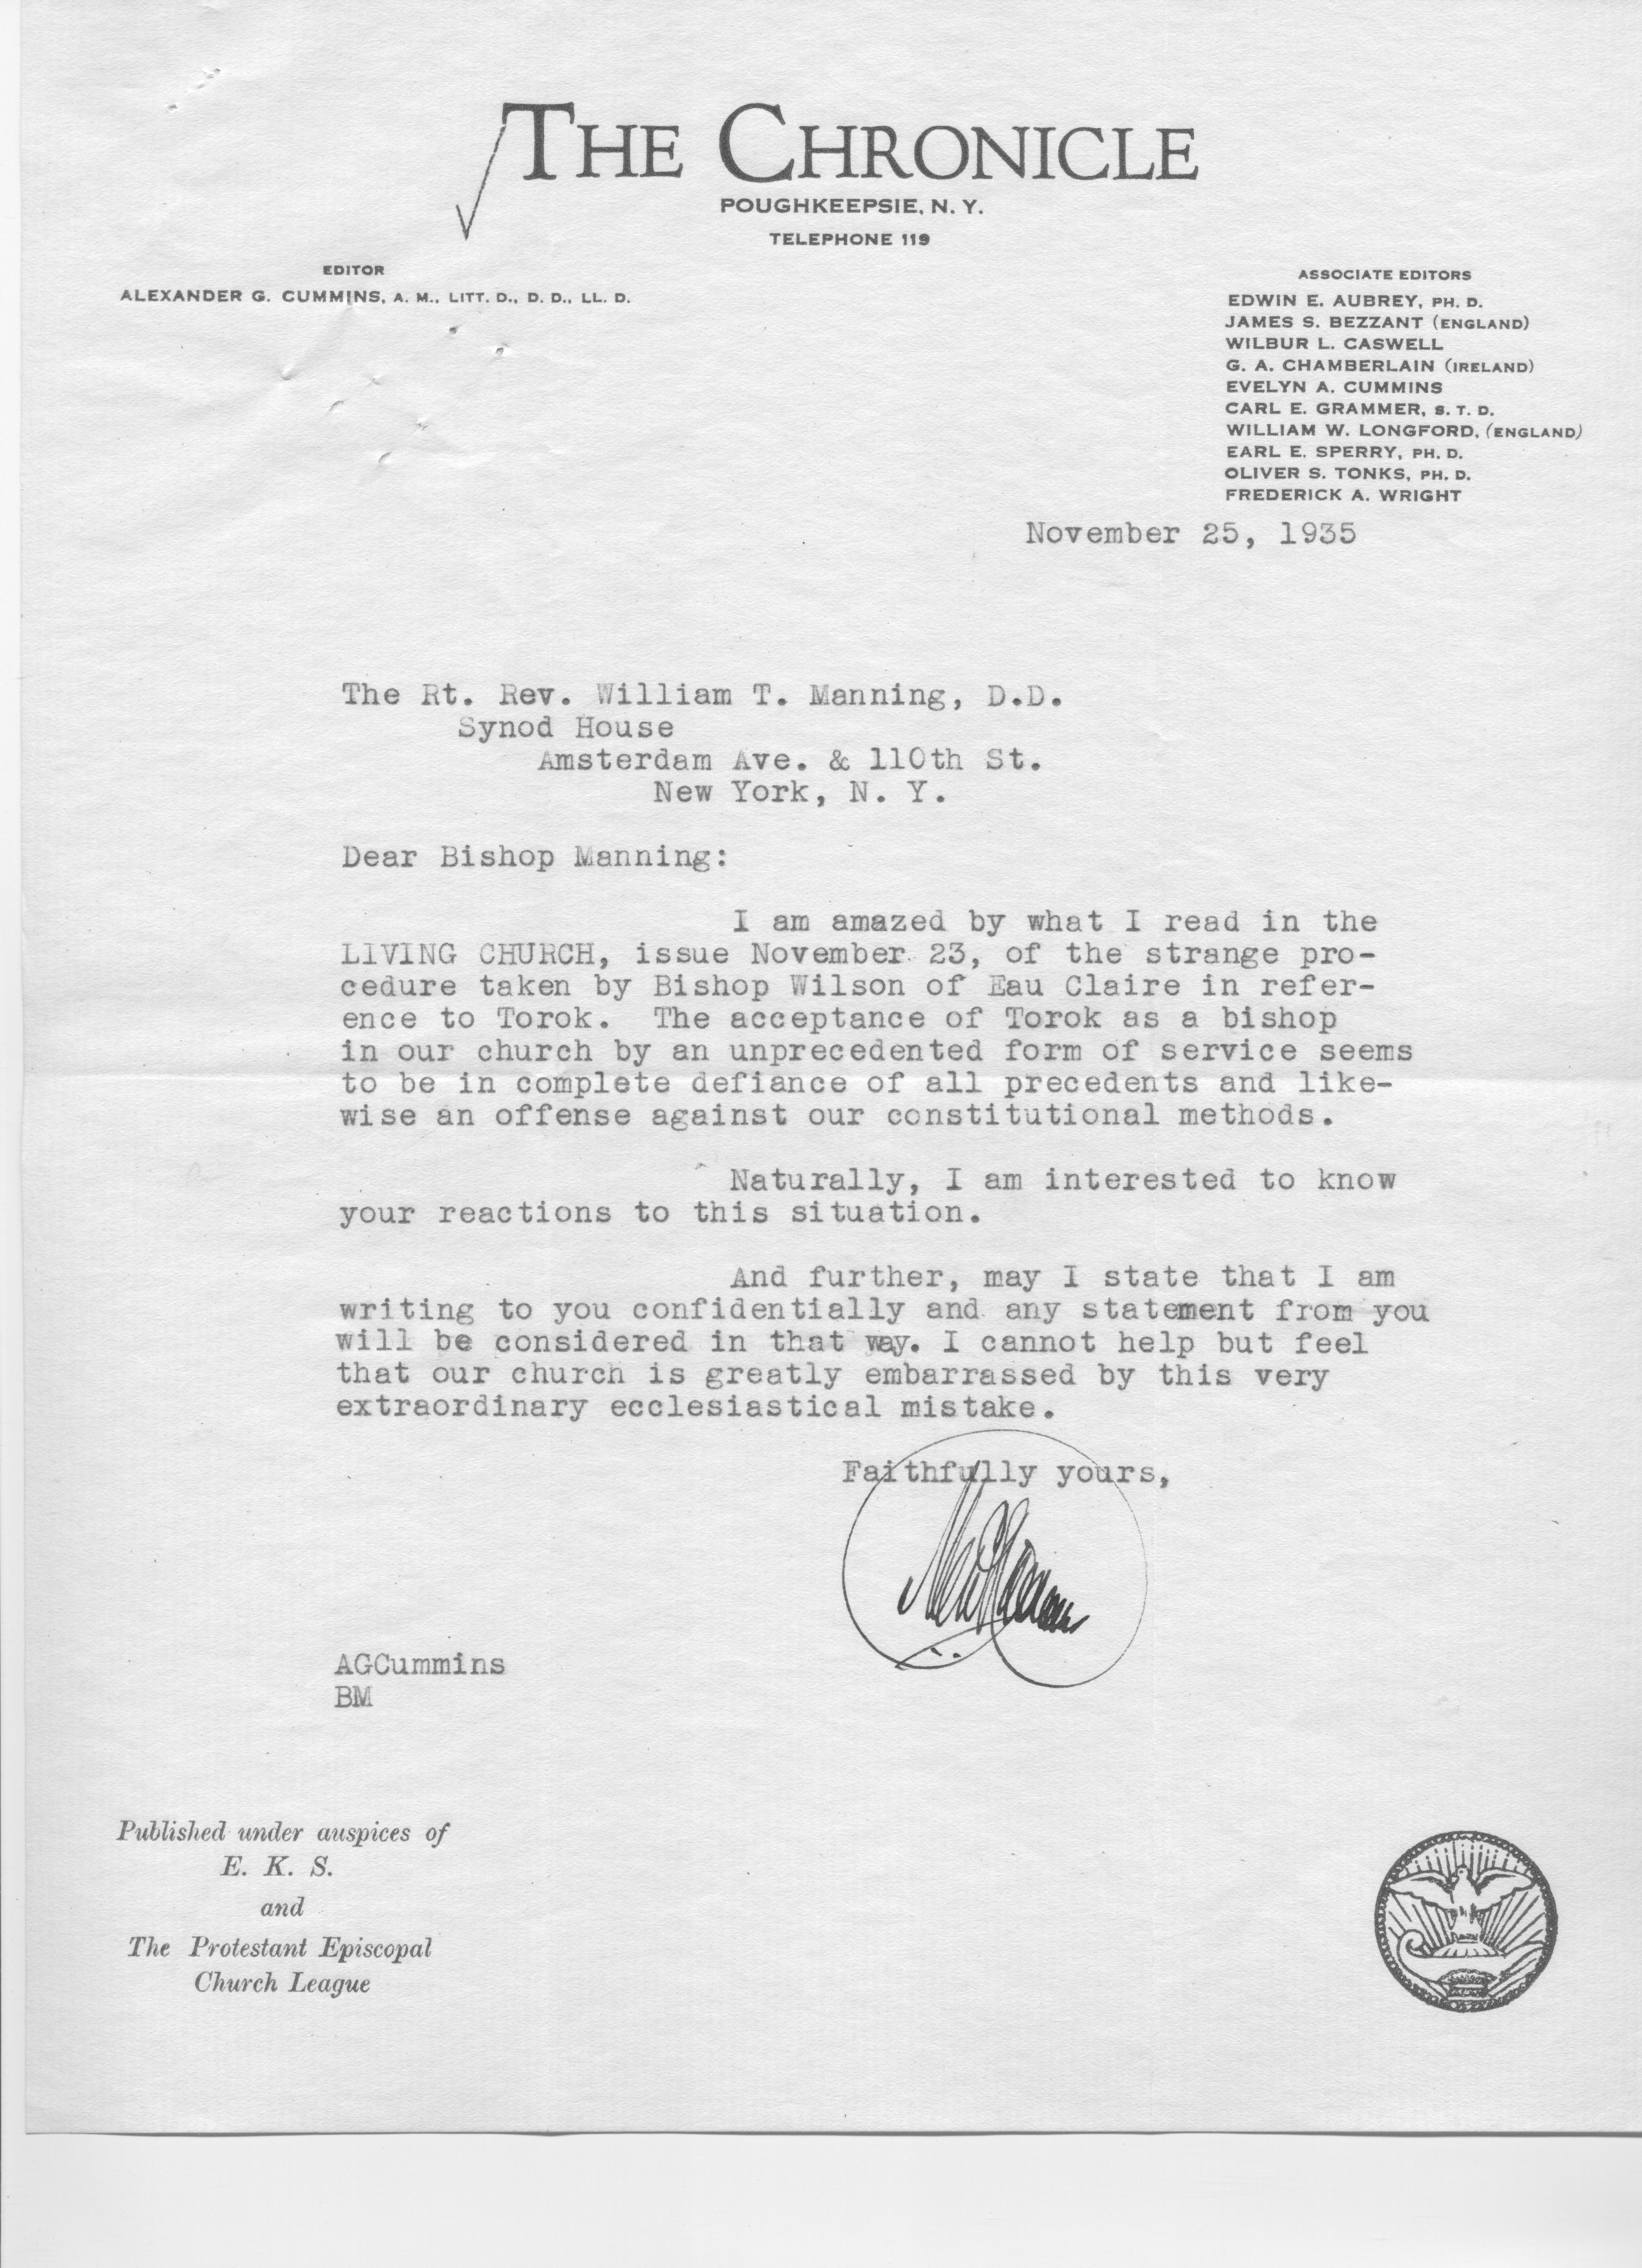 THE CHRONICLE
POUGHKEEPSIE, N. Y.
TELEPHONE 119
EDITOR
ALEXANDER G. CUMMINS, A. M., LITT. D., D. D., LL. D.
ASSOCIATE EDITORS
EDWIN E. AUBREY, PH. D.
JAMES S. BEZZANT (ENGLAND)
WILBUR L. CASWELL
G. A. CHAMBERLAIN (IRELAND)
EVELYN A. CUMMINS
CARL E. GRAMMER, S. T. D.
WILLIAM W. LONGFORD, (ENGLAND)
EARL E. SPERRY, PH. D.
OLIVER S. TONKS, PH. D.
FREDERICK A. WRIGHT
November 25, 1935
The Rt. Rev. William T. Manning, D.D.
Synod House
Amsterdam Ave. & 110th St.
New York, N. Y.
Dear Bishop Manning:
I am amazed by what I read in the
LIVING CHURCH, issue November 23, of the strange pro-
cedure taken by Bishop Wilson of Eau Claire in refer-
ence to Torok. The acceptance of Torok as a bishop
in our church by an unprecedented form of service seems
to be in complete defiance of all precedents and like-
wise an offense against our constitutional methods.
Naturally, I am interested to know
your reactions to this situation.
And further, may I state that I am
writing to you confidentially and any statement from you
will be considered in that way. I cannot help but feel
that our church is greatly embarrassed by this very
extraordinary ecclesiastical mistake.
Faithfully yours,
AGCummins
BM
Published under auspices of
E. K. S.
and
The Protestant Episcopal
Church League